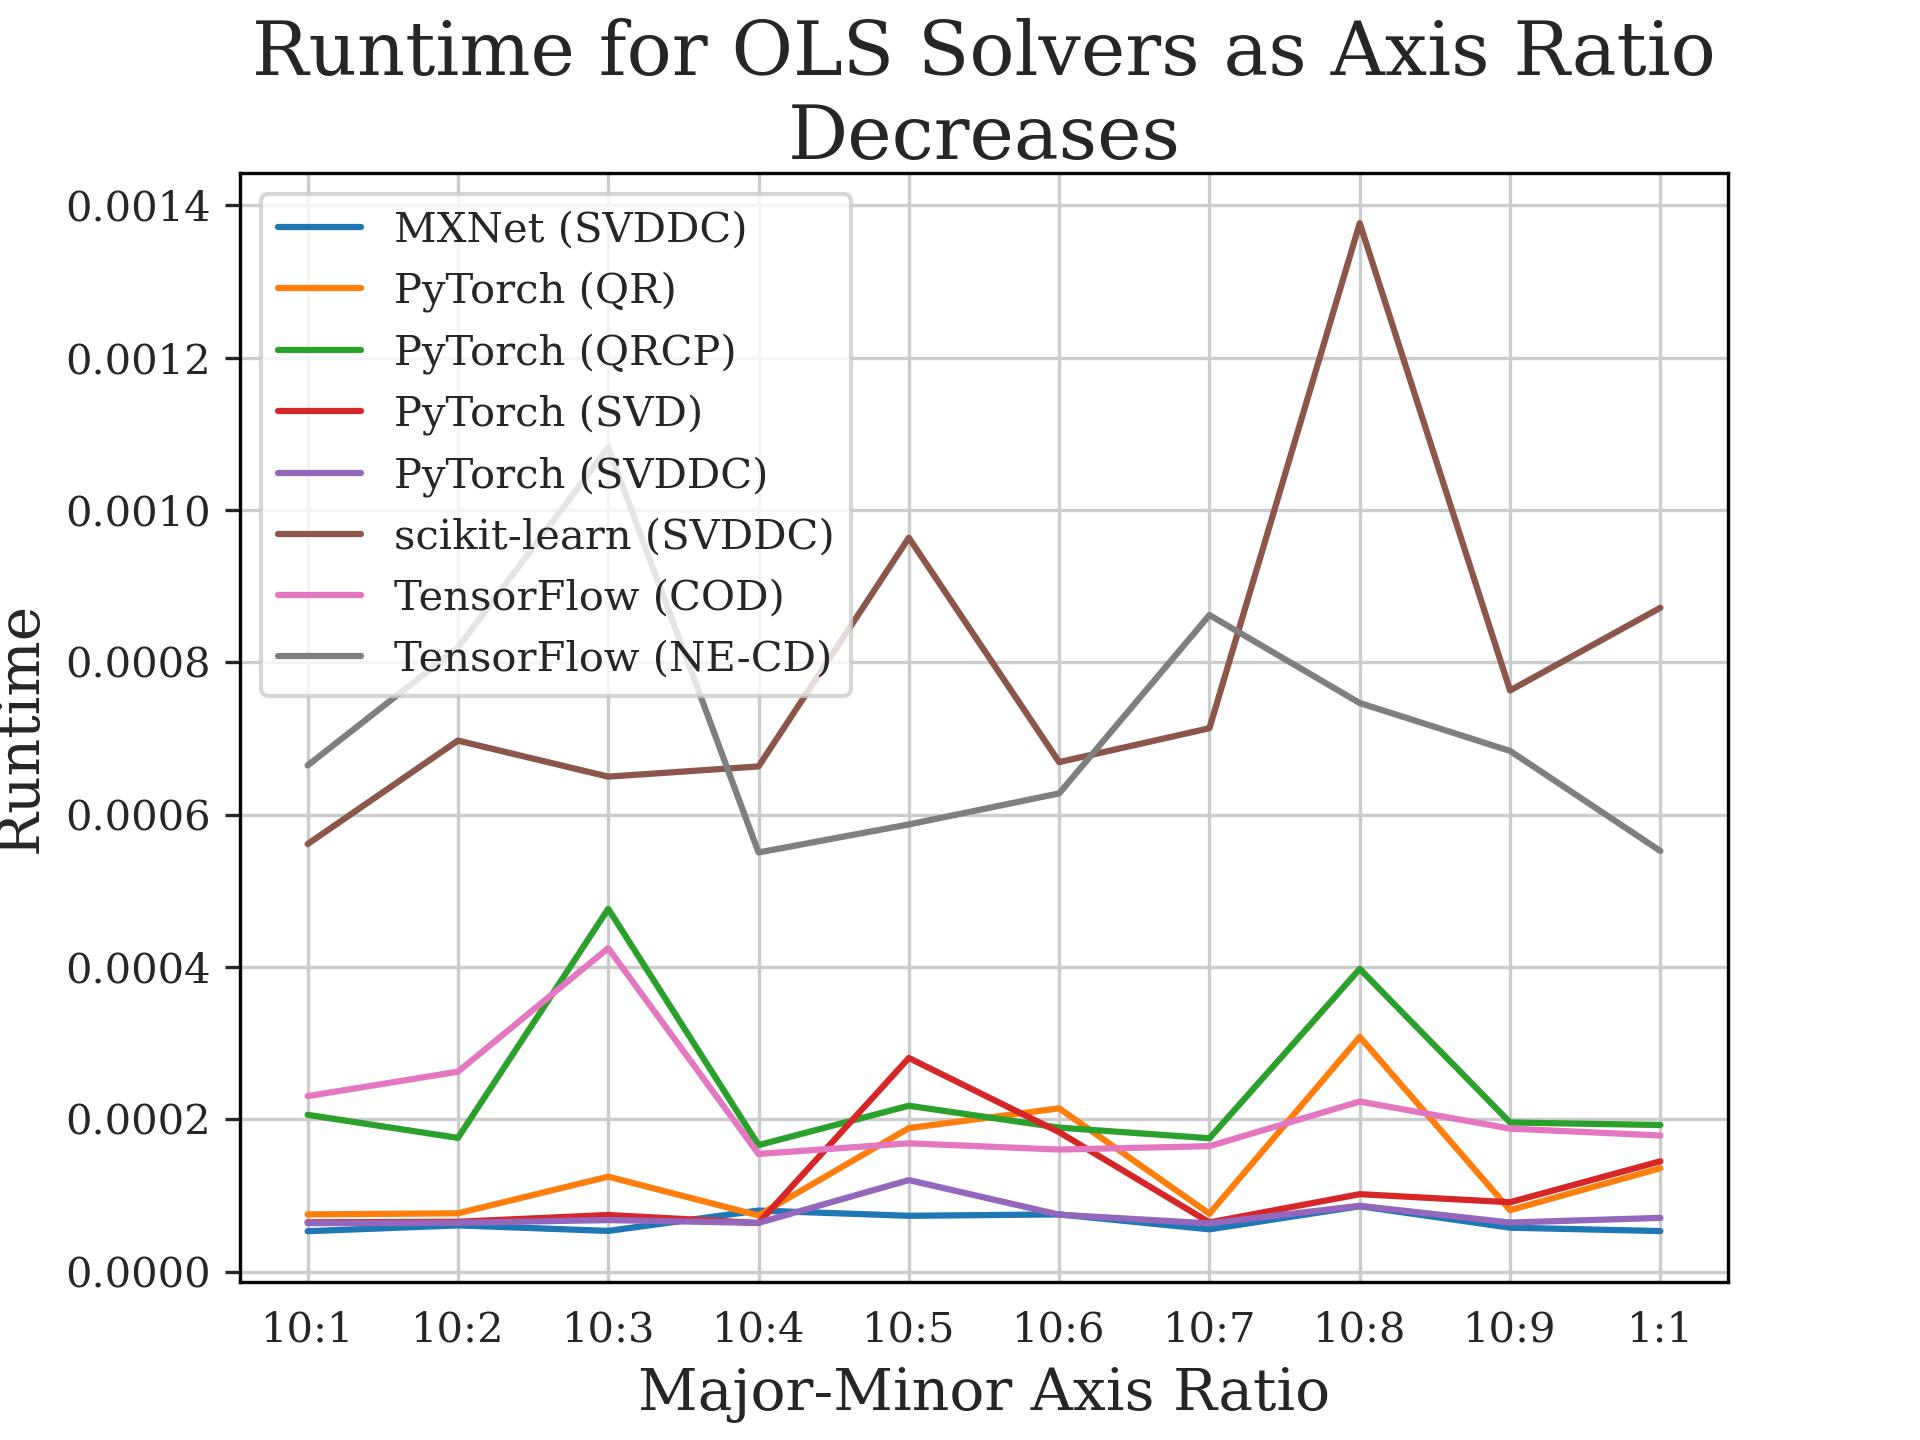 Runtime for OLS Solvers as Axis Ratio
Decreases
0.0014
0.0012
0.0010
0.0008
0.0006
0.0004
0.0002
0.0000
Runtime
MXNet (SVDDC)
PyTorch (QR)
PyTorch (QRCP)
PyTorch (SVD)
PyTorch (SVDDC)
scikit-learn (SVDDC)
TensorFlow (COD)
TensorFlow (NE-CD)
10:1 10:2 10:3 10:4 10:5 10:6 10:7 10:8 10:9 1:1
Major-Minor Axis Ratio